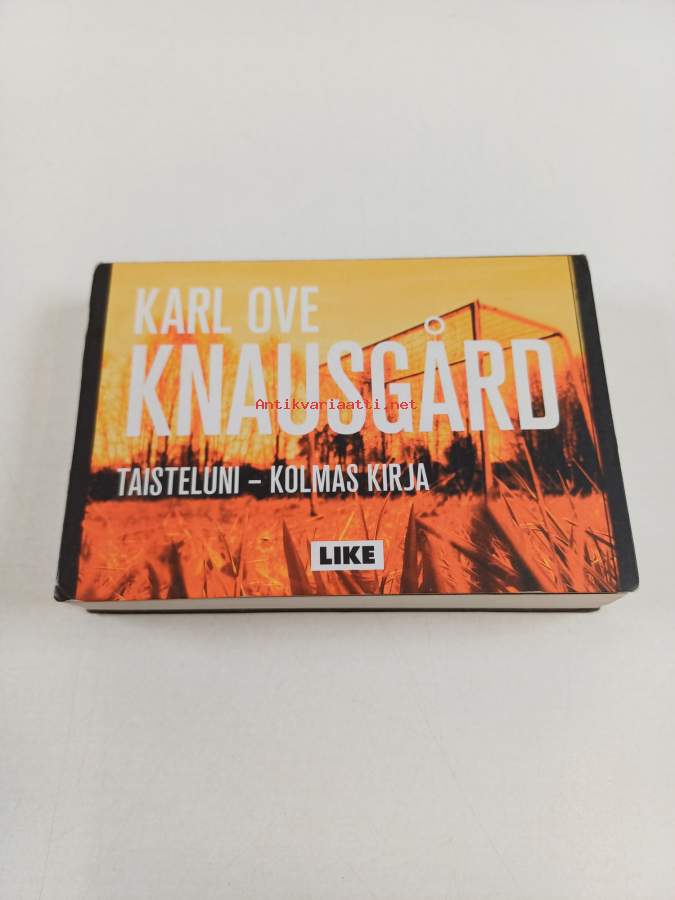 KARL OVE
KNAUSGÅRD
Antikvariaatti.net
TAISTELUNI – KOLMAS KIRJA
LIKE